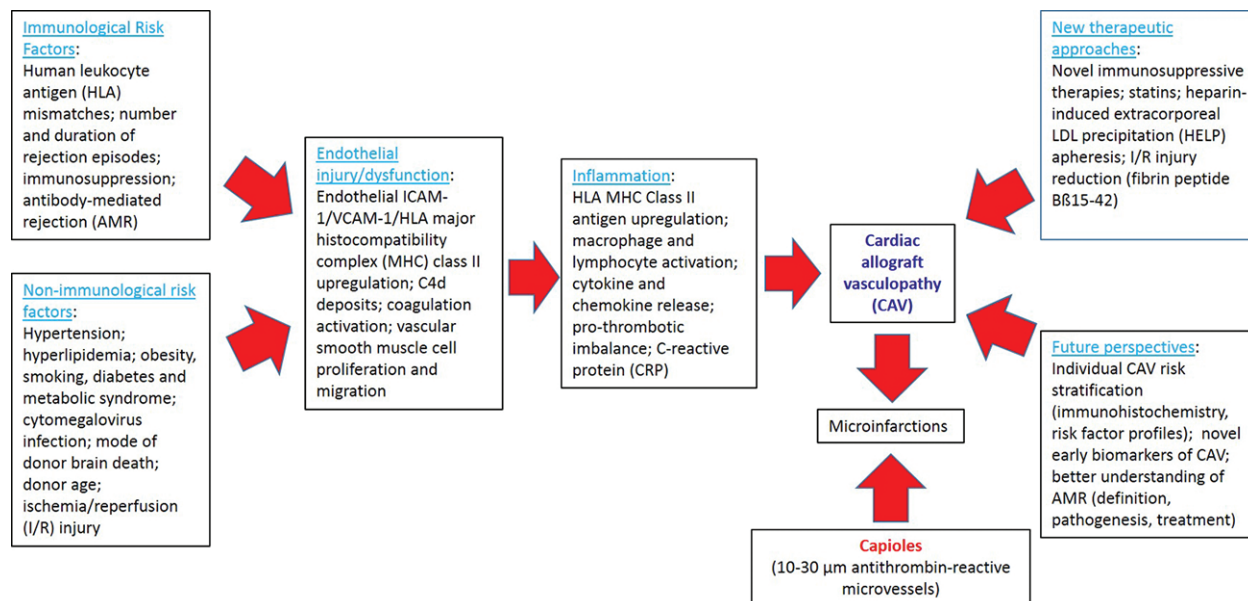 Immunological Risk
Factors:
Human leukocyte
antigen (HLA)
mismatches; number
and duration of
rejection episodes;
immunosuppression;
antibody-mediated
rejection (AMR)
Non-immunological risk
factors:
Hypertension;
hyperlipidemia; obesity,
smoking, diabetes and
metabolic syndrome;
cytomegalovirus
infection; mode of
donor brain death;
donor age;
ischemia/reperfusion
(I/R) injury
Endothelial
injury/dysfunction:
Endothelial ICAM-
1/VCAM-1/HLA major
histocompatibility
complex (MHC) class II
upregulation; C4d
deposits; coagulation
activation; vascular
smooth muscle cell
proliferation and
migration
Inflammation:
HLA MHC Class II
antigen upregulation;
macrophage and
lymphocyte activation;
cytokine and
chemokine release;
pro-thrombotic
imbalance; C-reactive
protein (CRP)
Cardiac
allograft
vasculopathy
(CAV)
Microinfarctions
Capioles
(10-30 µm antithrombin-reactive
microvessels)
New therapeutic
approaches:
Novel immunosuppressive
therapies; statins; heparin-
induced extracorporeal
LDL precipitation (HELP)
apheresis; I/R injury
reduction (fibrin peptide
Bß15-42)
Future perspectives:
Individual CAV risk
stratification
(immunohistochemistry,
risk factor profiles); novel
early biomarkers of CAV;
better understanding of
AMR (definition,
pathogenesis, treatment)